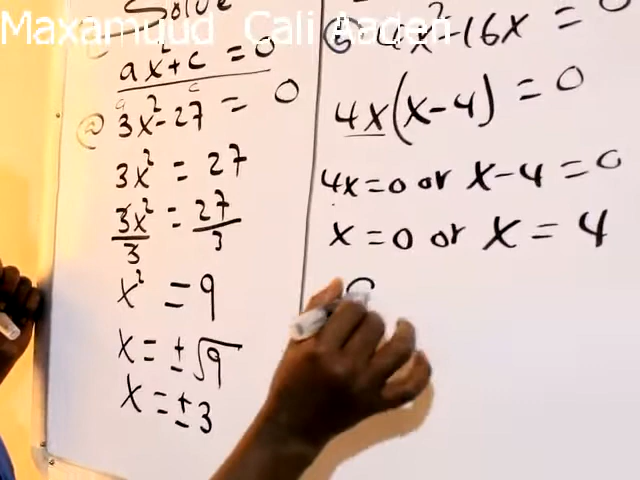 Maxamuud Cali Aaden
Solve
ax²+c = 0
ⓐ 3x²-27 = 0
3x² = 27
3x²/3 = 27/3
x² = 9
x = ±√9
x = ±3
ⓑ 4x²-16x = 0
4x(x-4) = 0
4x=0 or x-4=0
x = 0 or x = 4